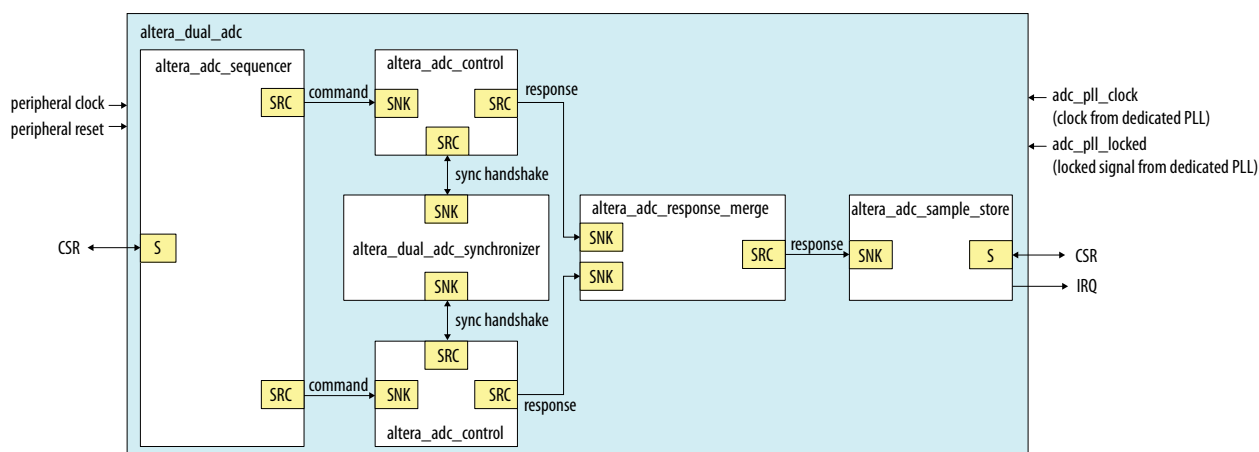 altera_dual_adc
altera_adc_sequencer
altera_adc_control
SRC
command
SNK
SRC
response
peripheral clock
peripheral reset
adc_pll_clock
(clock from dedicated PLL)
adc_pll_locked
(locked signal from dedicated PLL)
SRC
sync handshake
SNK
altera_adc_response_merge
altera_adc_sample_store
SNK
CSR
S
altera_dual_adc_synchronizer
SRC
response
SNK
S
CSR
SNK
SNK
IRQ
sync handshake
SRC
SRC
command
SNK
SRC
response
altera_adc_control